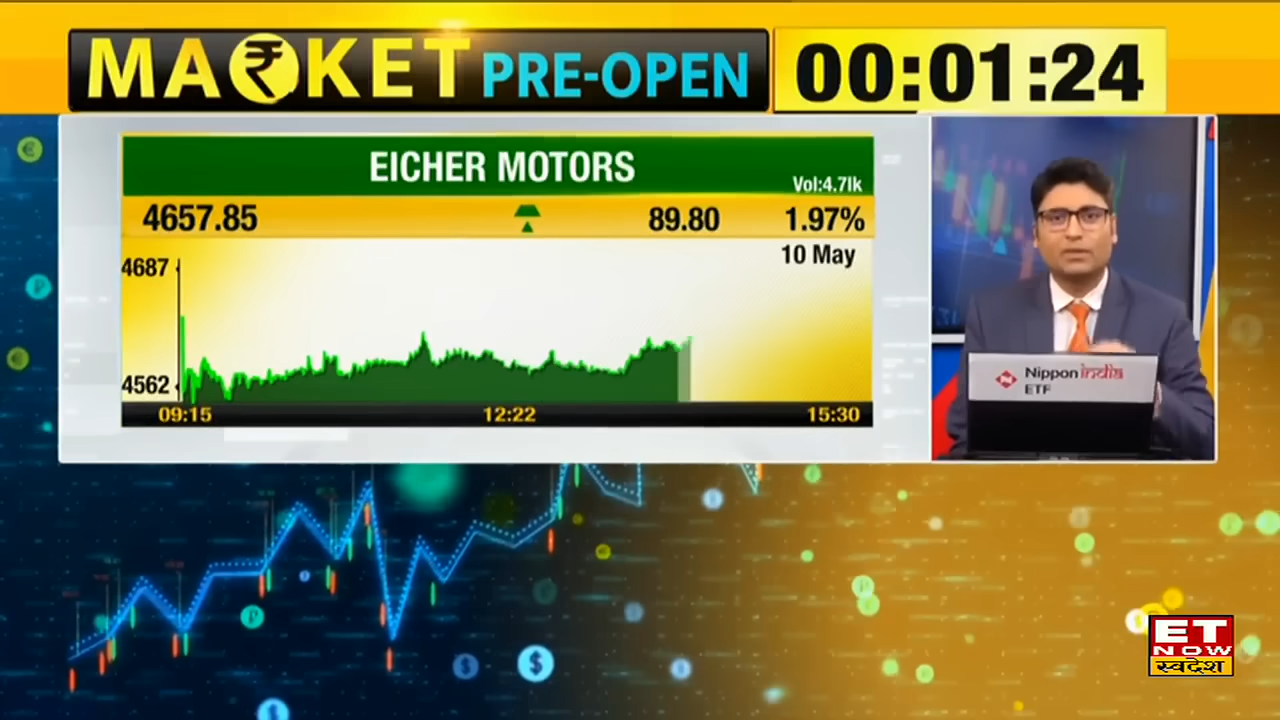 MA₹KET PRE-OPEN
00:01:24
EICHER MOTORS
Vol:4.71k
4657.85 89.80 1.97%
10 May
4687
4562
09:15 12:22 15:30
Nippon india
ETF
ET
NOW
स्वदेश